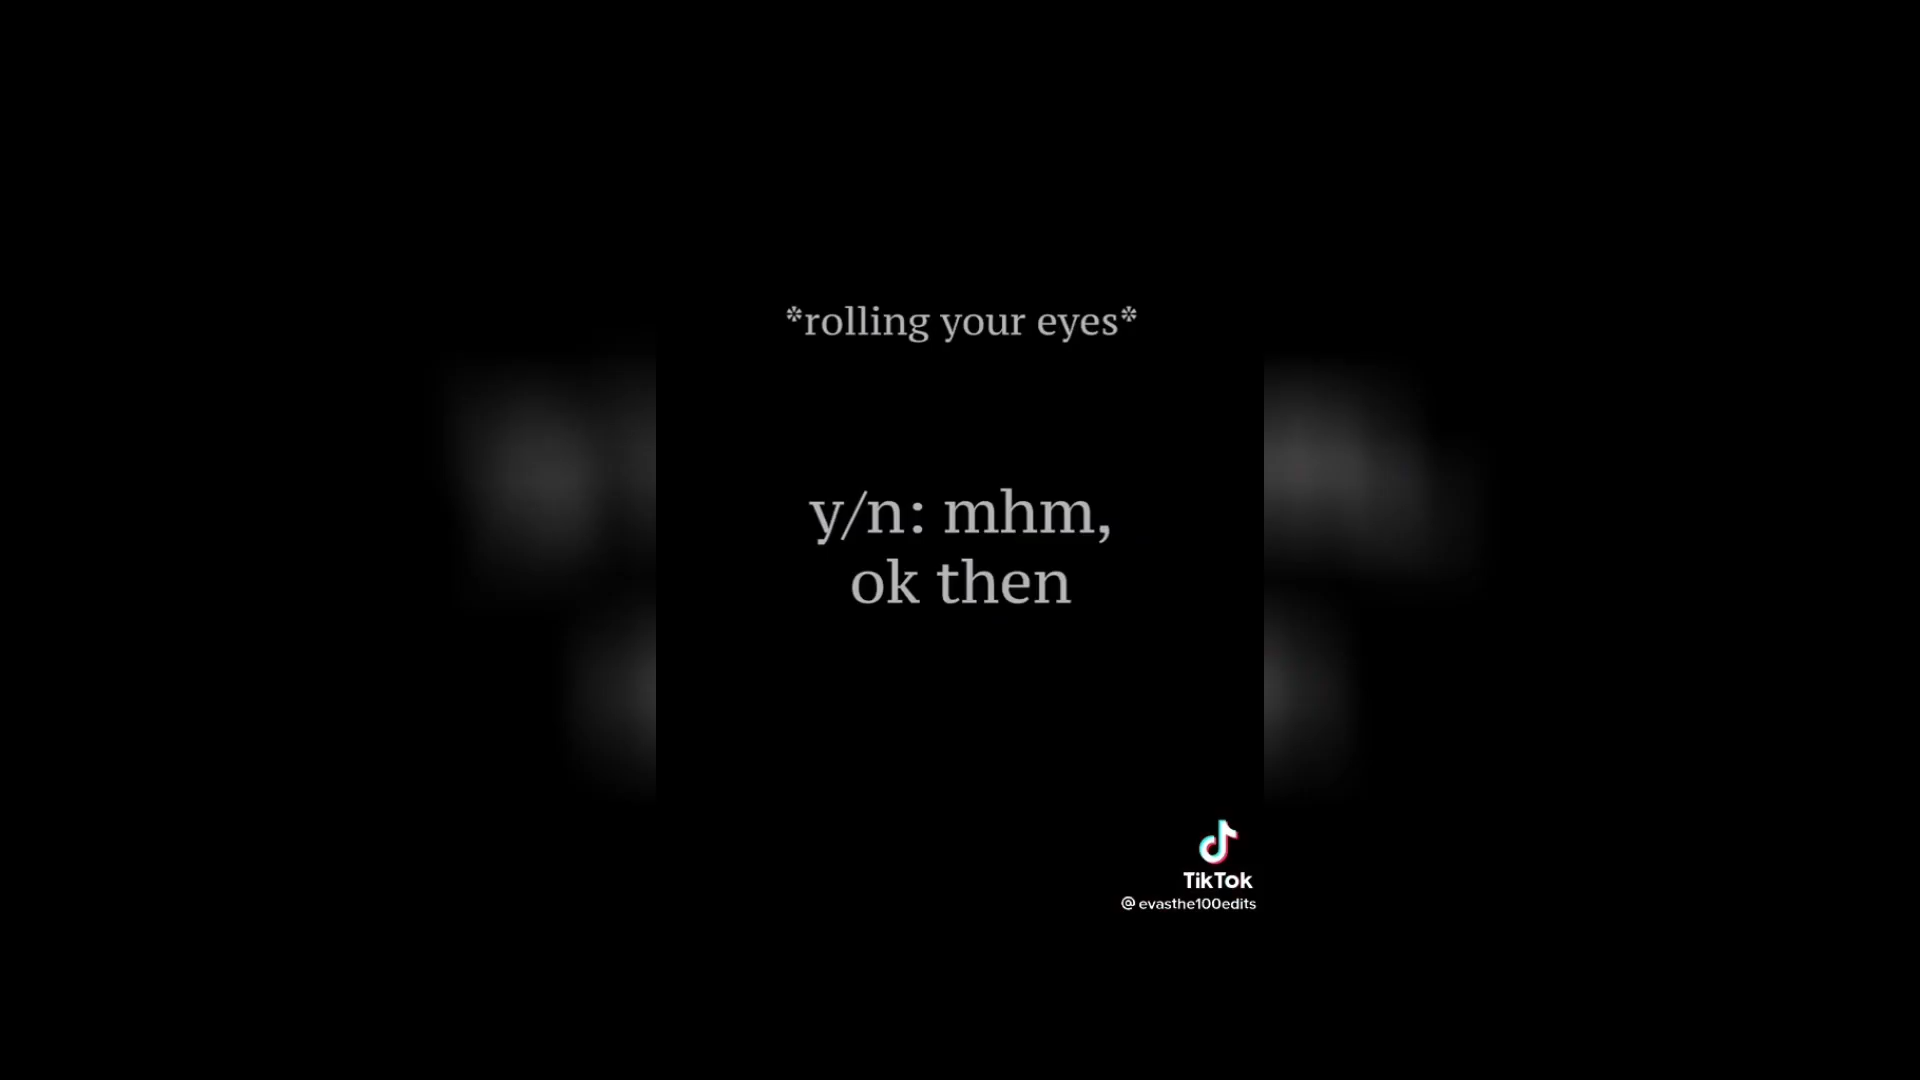 *rolling your eyes*
y/n: mhm,
ok then
TikTok
@evasthe100edits